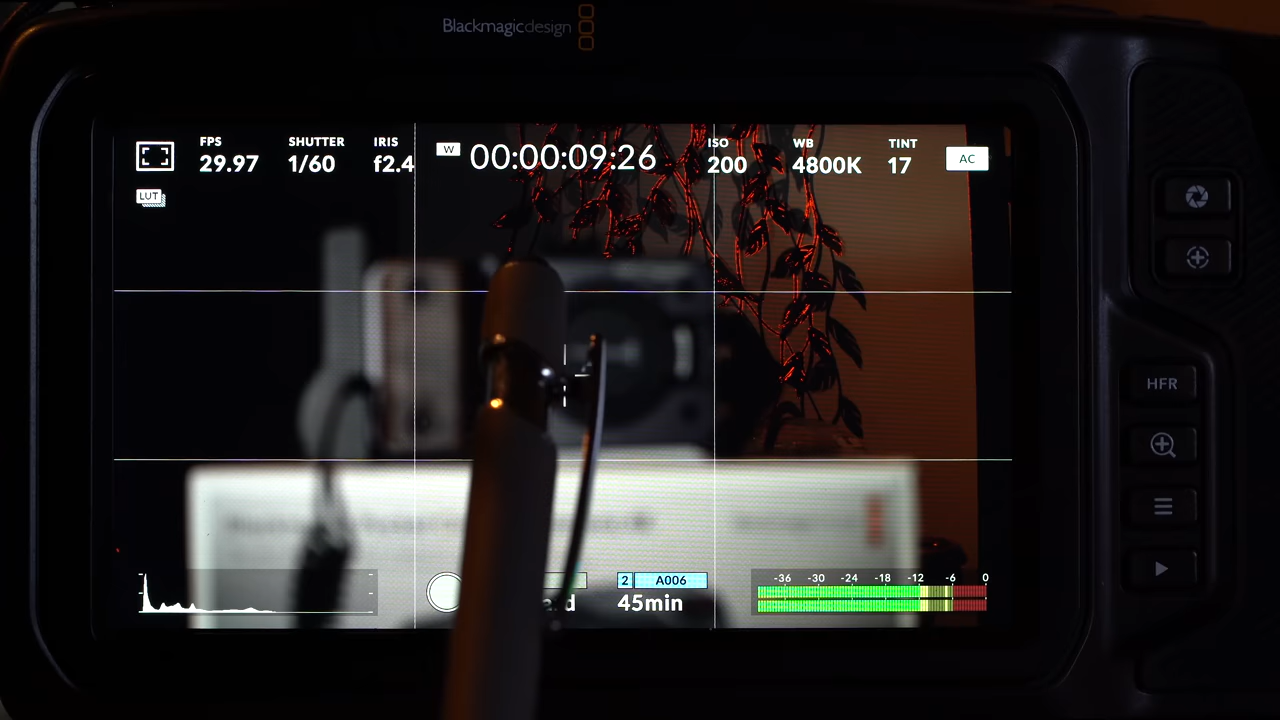 Blackmagicdesign
FPS SHUTTER IRIS ISO WB TINT
29.97 1/60 f2.4 W 00:00:09:26 200 4800K 17 AC
LUT
HFR
2 A006
45min
-36 -30 -24 -18 -12 -6 0